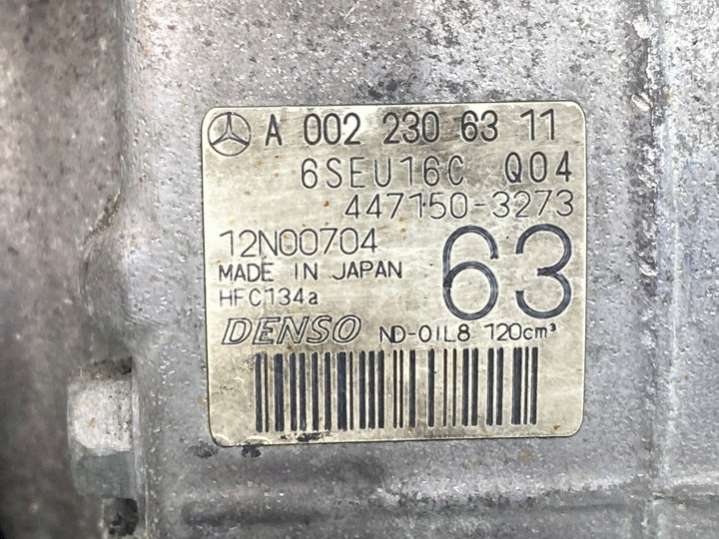 A 002 230 63 11
6SEU16C Q04
447150-3273
12N00704
MADE IN JAPAN
HFC134a
63
DENSO ND-OIL8 120cm³